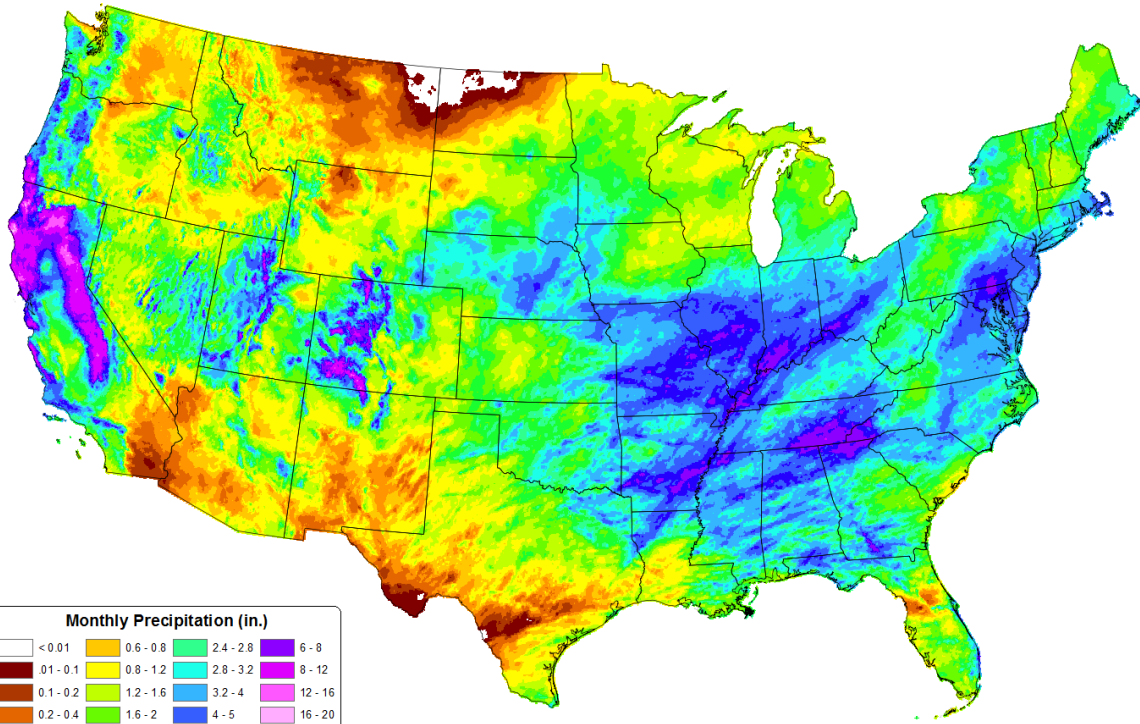 Monthly Precipitation (in.)
< 0.01 0.6 - 0.8 2.4 - 2.8 6 - 8
.01 - 0.1 0.8 - 1.2 2.8 - 3.2 8 - 12
0.1 - 0.2 1.2 - 1.6 3.2 - 4 12 - 16
0.2 - 0.4 1.6 - 2 4 - 5 16 - 20